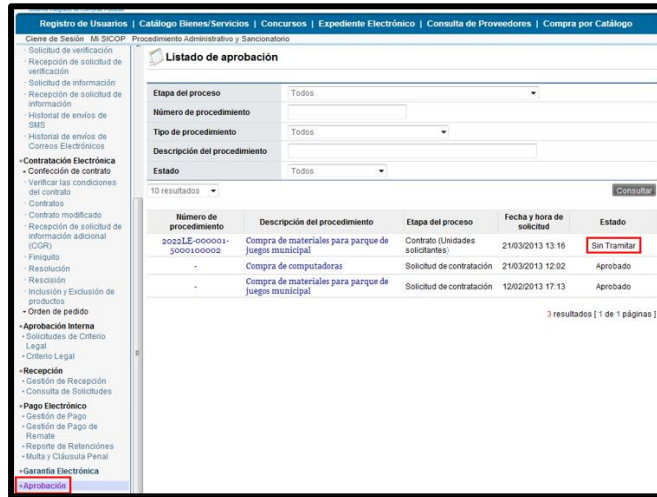 Registro de Usuarios | Catálogo Bienes/Servicios | Concursos | Expediente Electrónico | Consulta de Proveedores | Compra por Catálogo
Cierre de Sesión Mi SICOP Procedimiento Administrativo y Sancionatorio
Solicitud de verificación
Recepción de solicitud de
verificación
Solicitud de información
Recepción de solicitud de
información
Historial de envíos de
SMS
Historial de envíos de
Correos Electrónicos
Contratación Electrónica
- Confección de contrato
Verificar las condiciones
del contrato
Contratos
Contrato modificado
Recepción de solicitud de
información adicional
(CGR)
Finiquito
Resolución
Rescisión
Inclusión y Exclusión de
productos
- Orden de pedido
Aprobación Interna
Solicitudes de Criterio
Legal
Criterio Legal
Recepción
Gestión de Recepción
Consulta de Solicitudes
Pago Electrónico
Gestión de Pago
Gestión de Pago de
Remate
Reporte de Retenciónes
Multa y Cláusula Penal
Garantía Electrónica
Aprobación
Listado de aprobación
Etapa del proceso Todos
Número de procedimiento
Tipo de procedimiento Todos
Descripción del procedimiento
Estado Todos
10 resultados Consultar
Número de procedimiento Descripción del procedimiento Etapa del proceso Fecha y hora de solicitud Estado
2022LE-000001-5000100002 Compra de materiales para parque de juegos municipal Contrato (Unidades solicitantes) 21/03/2013 13:16 Sin Tramitar
- Compra de computadoras Solicitud de contratación 21/03/2013 12:02 Aprobado
- Compra de materiales para parque de juegos municipal Solicitud de contratación 12/02/2013 17:13 Aprobado
3 resultados [ 1 de 1 páginas ]